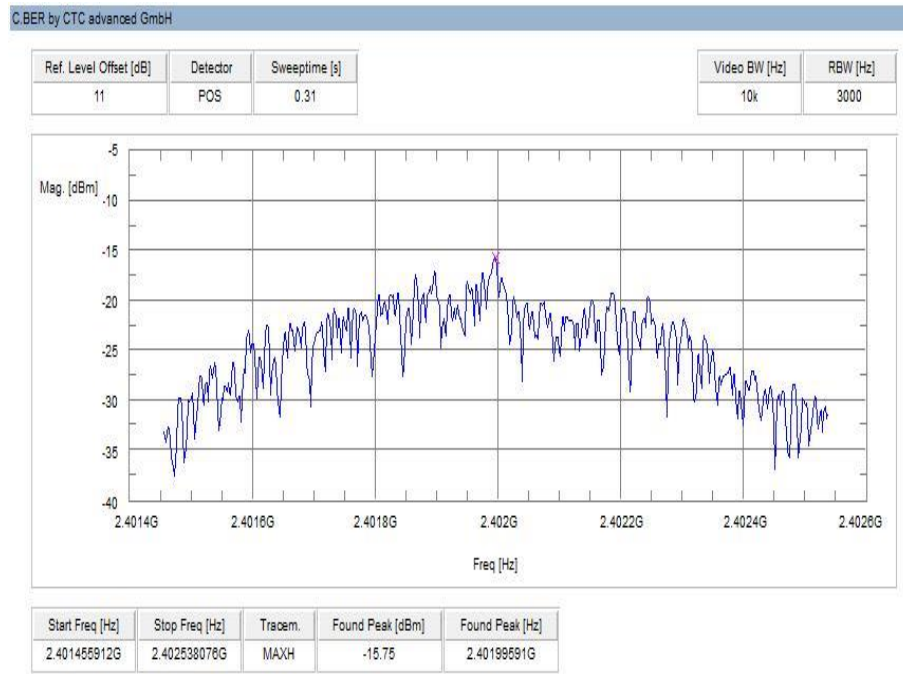 C.BER by CTC advanced GmbH
Ref. Level Offset [dB] Detector Sweeptime [s] Video BW [Hz] RBW [Hz]
11 POS 0.31 10k 3000
-5
Mag. [dBm]
-10
-15
-20
-25
-30
-35
-40
2.4014G 2.4016G 2.4018G 2.402G 2.4022G 2.4024G 2.4026G
Freq [Hz]
Start Freq [Hz] Stop Freq [Hz] Tracem. Found Peak [dBm] Found Peak [Hz]
2.401455912G 2.402538076G MAXH -15.75 2.40199591G